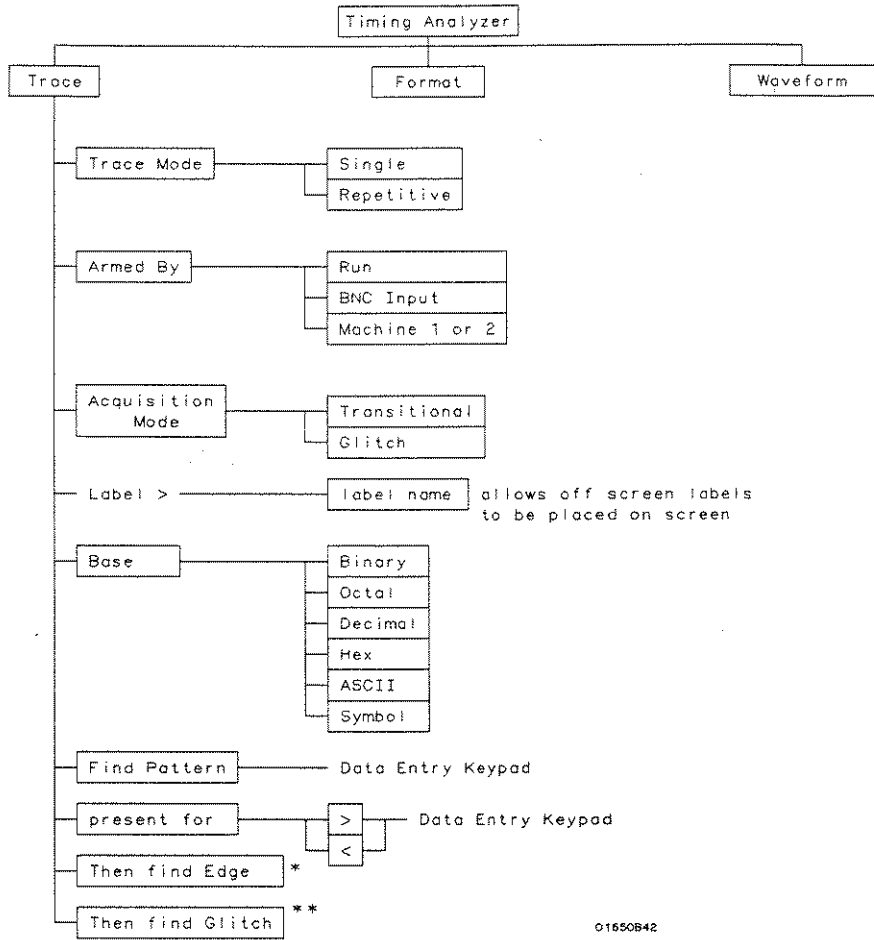 Timing Analyzer
Trace
Format
Waveform
Trace Mode
Single
Repetitive
Armed By
Run
BNC Input
Machine 1 or 2
Acquisition
Mode
Transitional
Glitch
Label >
label name
allows off screen labels
to be placed on screen
Base
Binary
Octal
Decimal
Hex
ASCII
Symbol
Find Pattern
Data Entry Keypad
present for
>
<
Data Entry Keypad
Then find Edge *
Then find Glitch **
01650B42